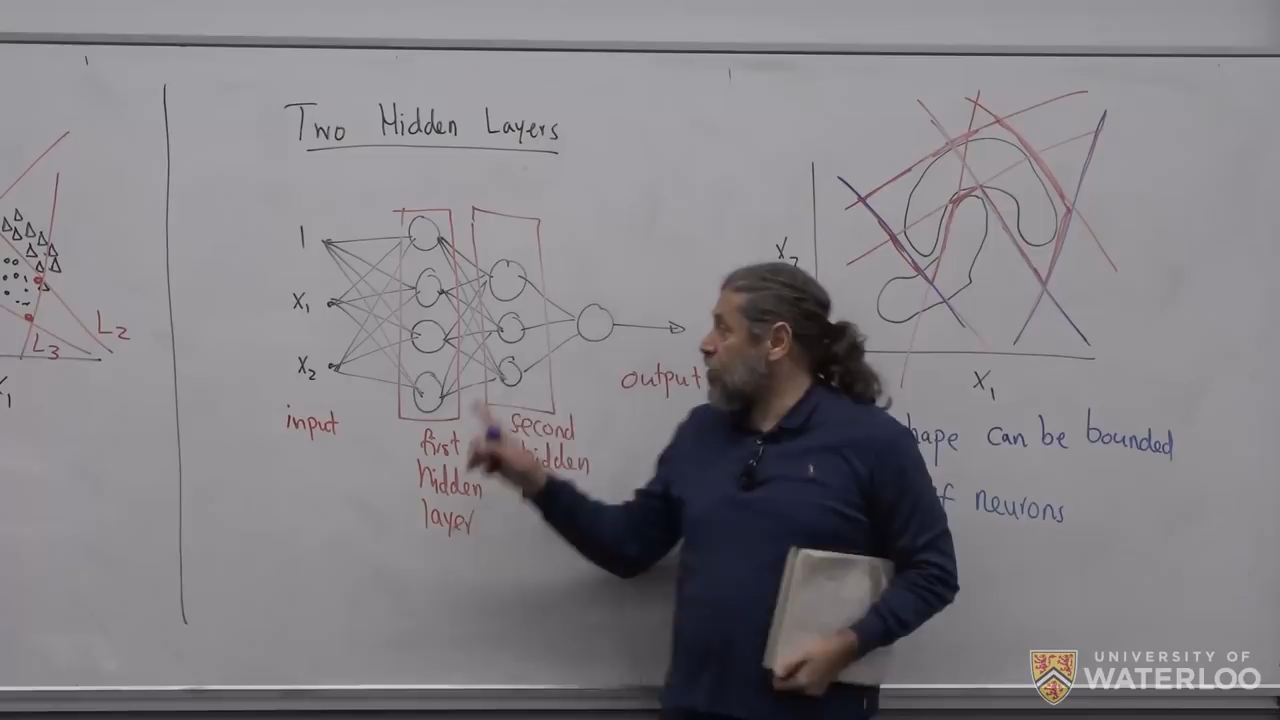 Two Hidden Layers
1
X1
X2
input
first
hidden
layer
second
hidden
output
L2
L3
X1
X2
X1
can be bounded
neurons
UNIVERSITY OF
WATERLOO